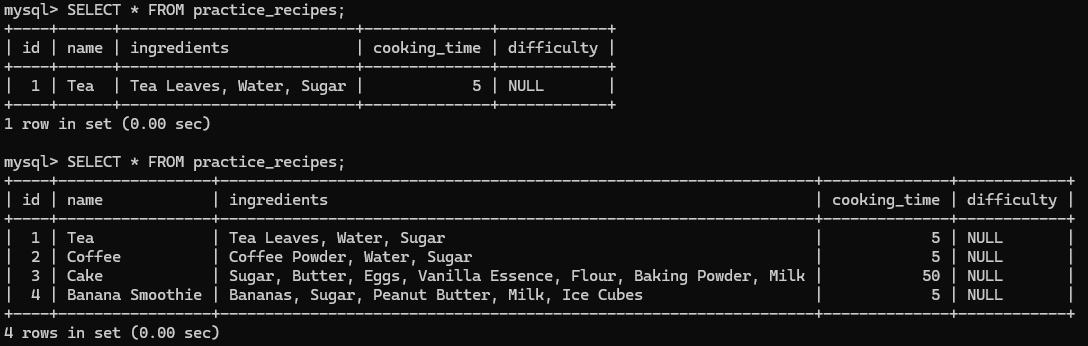 mysql> SELECT * FROM practice_recipes;
+----+------+--------------------------+--------------+------------+
| id | name | ingredients              | cooking_time | difficulty |
+----+------+--------------------------+--------------+------------+
|  1 | Tea  | Tea Leaves, Water, Sugar |            5 | NULL       |
+----+------+--------------------------+--------------+------------+
1 row in set (0.00 sec)

mysql> SELECT * FROM practice_recipes;
+----+-----------------+------------------------------------------------------------------+--------------+------------+
| id | name            | ingredients                                                      | cooking_time | difficulty |
+----+-----------------+------------------------------------------------------------------+--------------+------------+
|  1 | Tea             | Tea Leaves, Water, Sugar                                         |            5 | NULL       |
|  2 | Coffee          | Coffee Powder, Water, Sugar                                      |            5 | NULL       |
|  3 | Cake            | Sugar, Butter, Eggs, Vanilla Essence, Flour, Baking Powder, Milk |           50 | NULL       |
|  4 | Banana Smoothie | Bananas, Sugar, Peanut Butter, Milk, Ice Cubes                   |            5 | NULL       |
+----+-----------------+------------------------------------------------------------------+--------------+------------+
4 rows in set (0.00 sec)